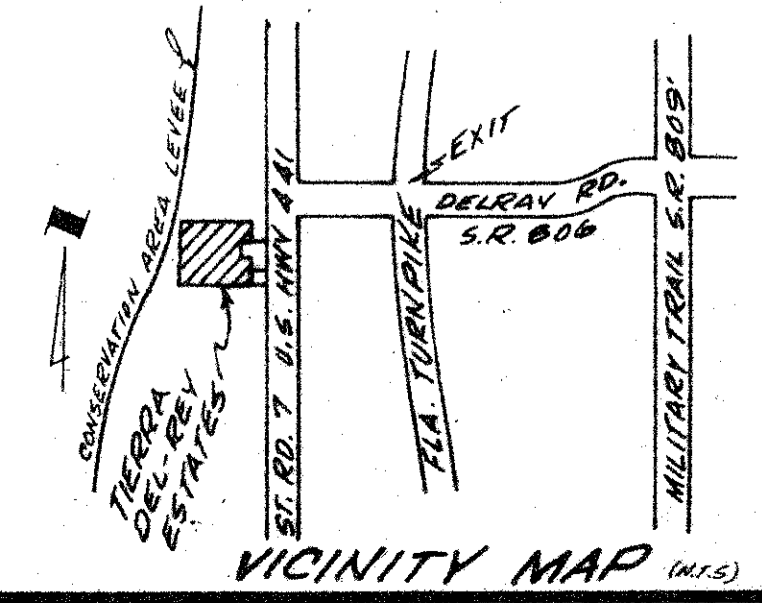 CONSERVATION AREA LEVEE
ST. RD. 7 U.S. HWY 441
EXIT
DELRAY RD.
S.R. 806
FLA. TURNPIKE
MILITARY TRAIL S.R. 809
TIERRA
DEL-REY
ESTATES
VICINITY MAP (N.T.S)